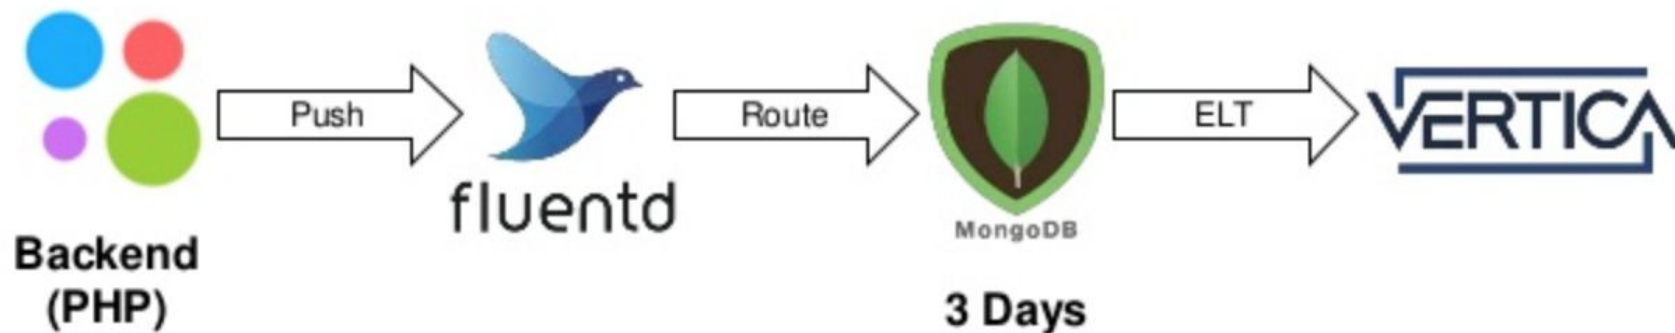 Push
Route
ELT
VERTICA
fluentd
MongoDB
Backend
(PHP)
3 Days